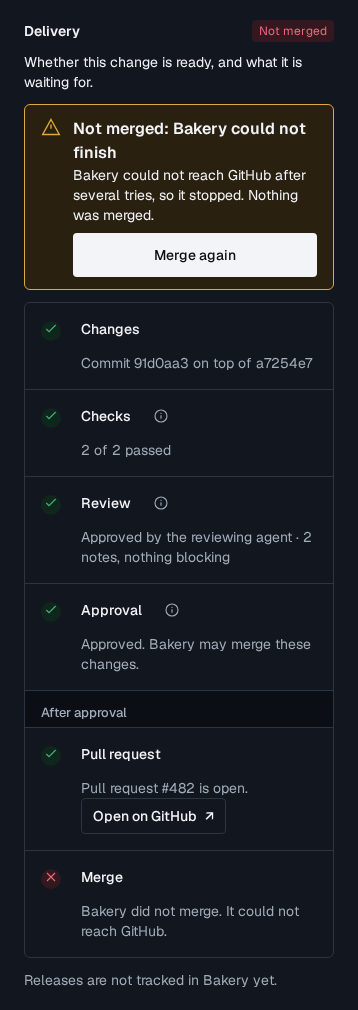 Delivery
Not merged
Whether this change is ready, and what it is
waiting for.
Not merged: Bakery could not
finish
Bakery could not reach GitHub after
several tries, so it stopped. Nothing
was merged.
Merge again
Changes
Commit 91d0aa3 on top of a7254e7
Checks
2 of 2 passed
Review
Approved by the reviewing agent · 2
notes, nothing blocking
Approval
Approved. Bakery may merge these
changes.
After approval
Pull request
Pull request #482 is open.
Open on GitHub ↗
Merge
Bakery did not merge. It could not
reach GitHub.
Releases are not tracked in Bakery yet.